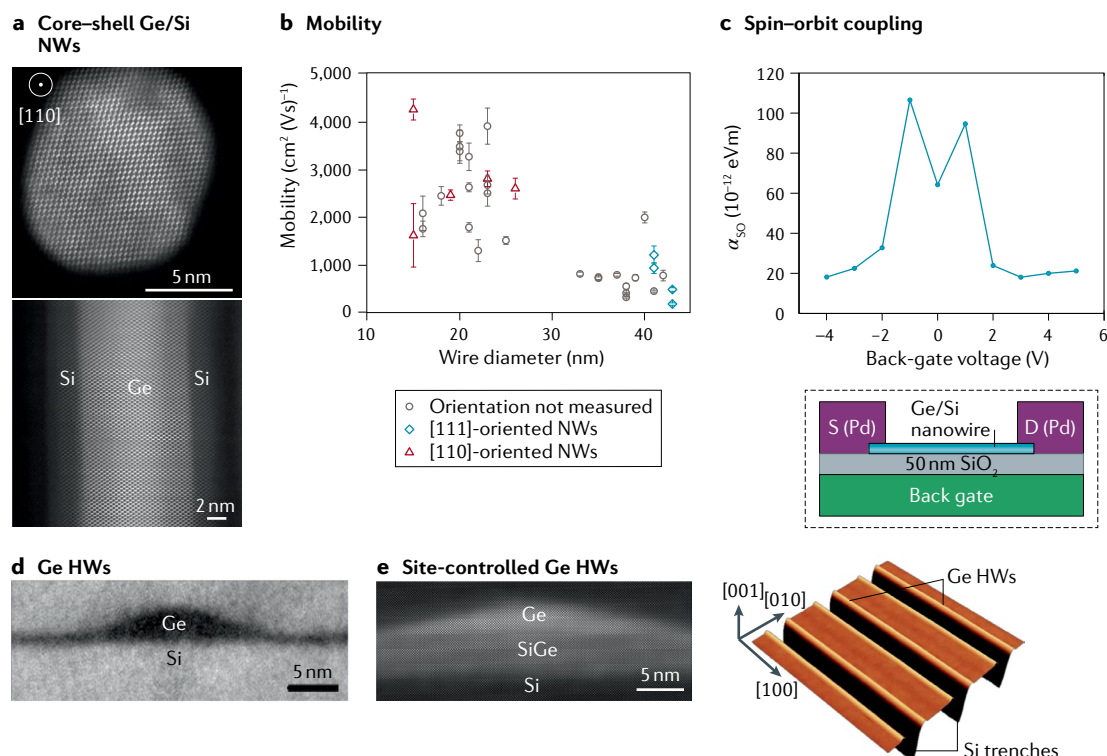 a Core–shell Ge/Si
NWs
[110]
5 nm
Si
Ge
Si
2 nm
b Mobility
5,000
4,000
3,000
2,000
1,000
0
Mobility (cm² (Vs)⁻¹)
10
20
30
40
Wire diameter (nm)
Orientation not measured
[111]-oriented NWs
[110]-oriented NWs
c Spin–orbit coupling
120
100
80
60
40
20
0
α_SO (10⁻¹² eVm)
−4
−2
0
2
4
6
Back-gate voltage (V)
S (Pd)
Ge/Si
nanowire
D (Pd)
50 nm SiO₂
Back gate
d Ge HWs
Ge
Si
5 nm
e Site-controlled Ge HWs
Ge
SiGe
Si
5 nm
[001]
[010]
[100]
Ge HWs
Si trenches